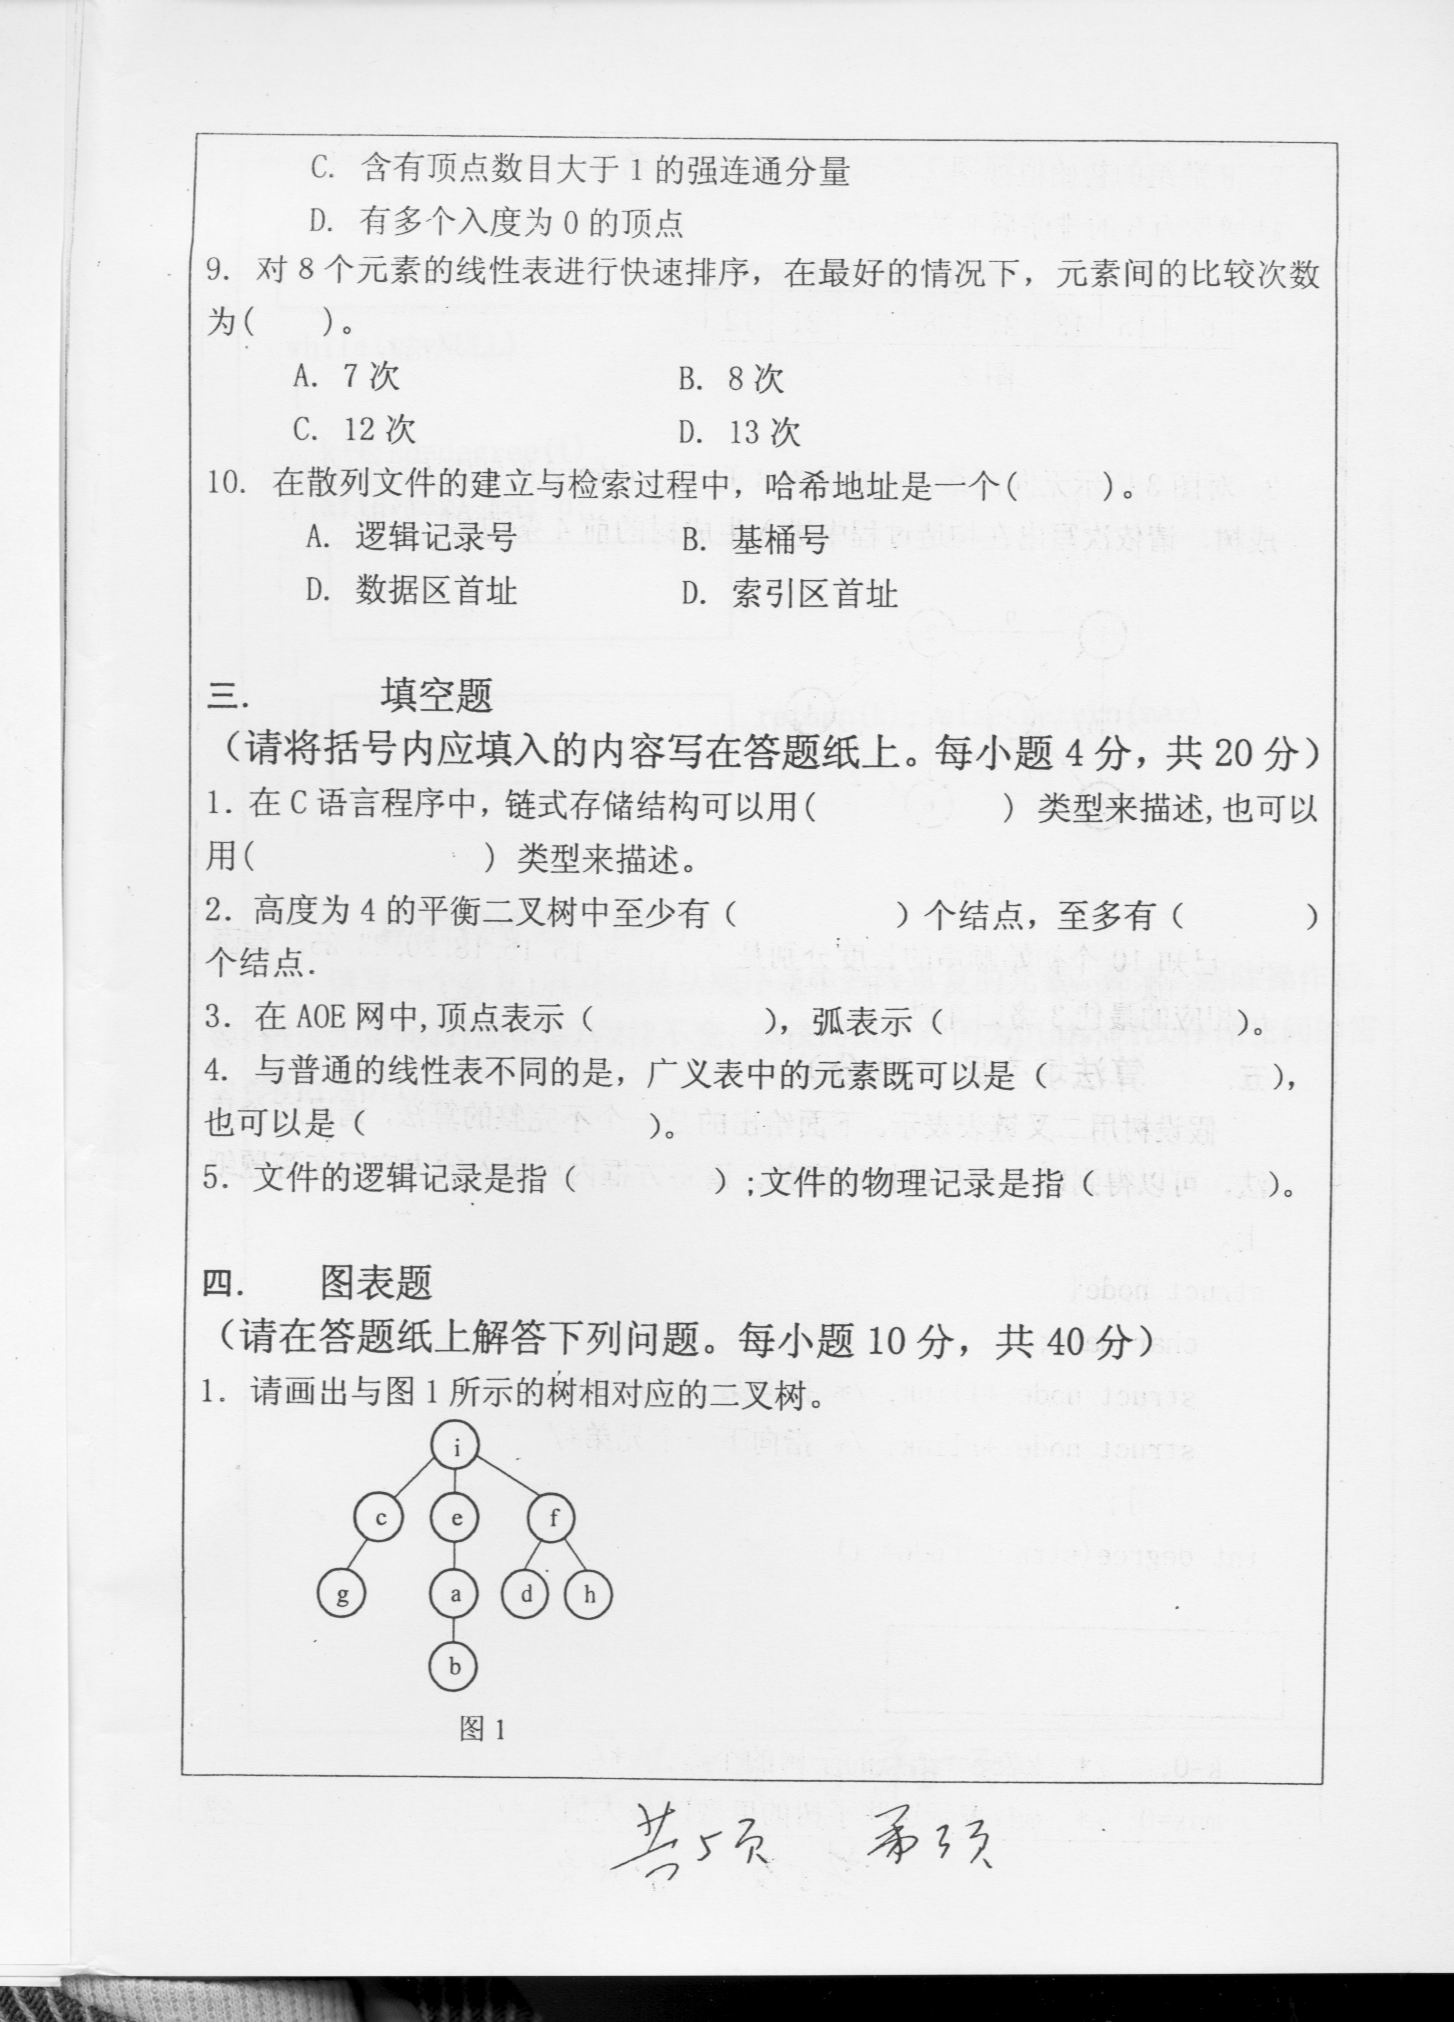 C. 含有顶点数目大于 1 的强连通分量
D. 有多个入度为 0 的顶点
9. 对 8 个元素的线性表进行快速排序，在最好的情况下，元素间的比较次数
为(    )。
A. 7 次    B. 8 次
C. 12 次    D. 13 次
10. 在散列文件的建立与检索过程中，哈希地址是一个(    )。
A. 逻辑记录号    B. 基桶号
D. 数据区首址    D. 索引区首址
三.    填空题
（请将括号内应填入的内容写在答题纸上。每小题 4 分，共 20 分）
1. 在 C 语言程序中, 链式存储结构可以用(    ) 类型来描述, 也可以
用(    ) 类型来描述。
2. 高度为 4 的平衡二叉树中至少有（    ）个结点，至多有（    ）
个结点.
3. 在 AOE 网中, 顶点表示（    ），弧表示（    ）。
4. 与普通的线性表不同的是，广义表中的元素既可以是（    ），
也可以是（    ）。
5. 文件的逻辑记录是指（    ）;文件的物理记录是指（    ）。
四.    图表题
（请在答题纸上解答下列问题。每小题 10 分，共 40 分）
1. 请画出与图 1 所示的树相对应的二叉树。
i
c e f
g a d h
b
图 1
共5页 第3页